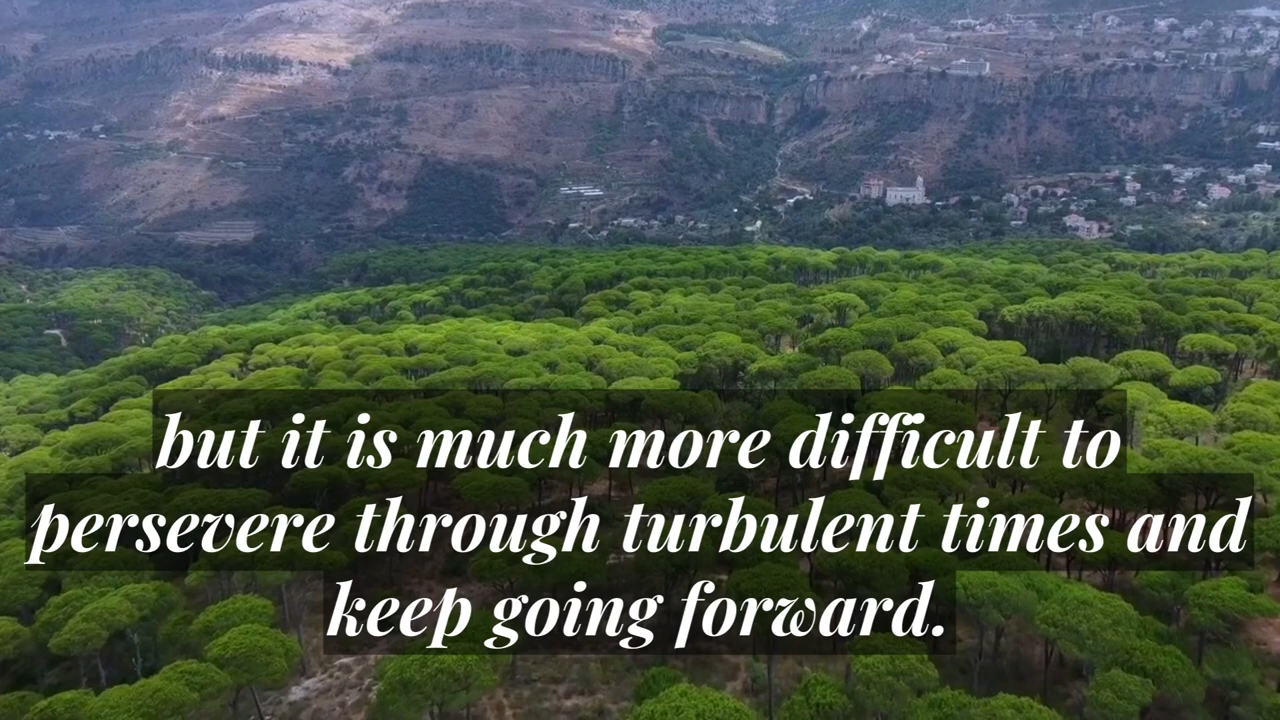 but it is much more difficult to
persevere through turbulent times and
keep going forward.